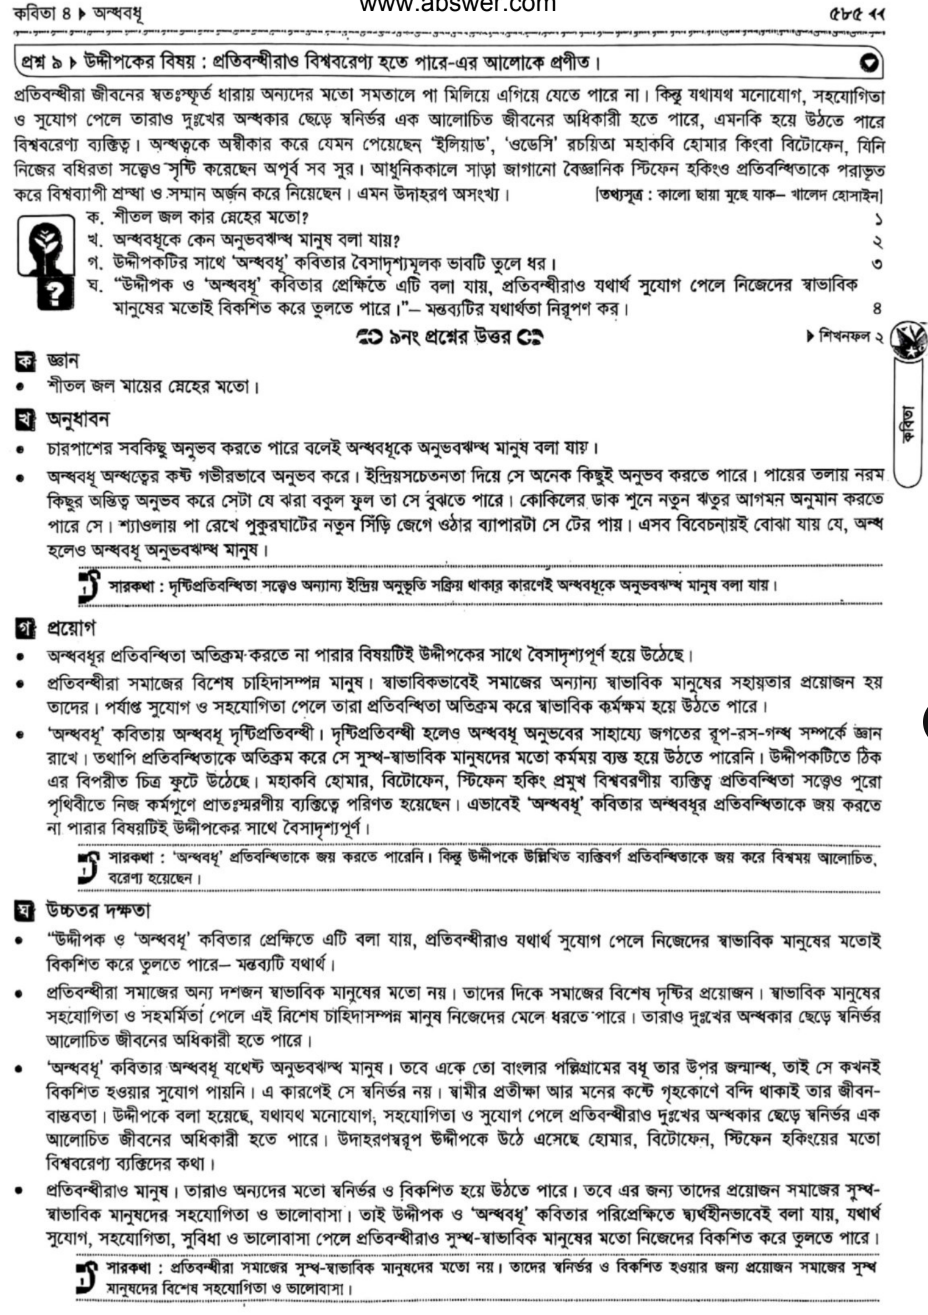 কবিতা ৪ ▶ অন্ধবধূ
www.abswer.com
৫৮৫ ◀◀
প্রশ্ন ৯ ▶ উদ্দীপকের বিষয় : প্রতিবন্ধীরাও বিশ্ববরেণ্য হতে পারে-এর আলোকে প্রণীত।
প্রতিবন্ধীরা জীবনের স্বতঃস্ফূর্ত ধারায় অন্যদের মতো সমতালে পা মিলিয়ে এগিয়ে যেতে পারে না। কিন্তু যথাযথ মনোযোগ, সহযোগিতা
ও সুযোগ পেলে তারাও দুঃখের অন্ধকার ছেড়ে স্বনির্ভর এক আলোচিত জীবনের অধিকারী হতে পারে, এমনকি হয়ে উঠতে পারে
বিশ্ববরেণ্য ব্যক্তিত্ব। অন্ধত্বকে অস্বীকার করে যেমন পেয়েছেন 'ইলিয়াড', 'ওডেসি' রচয়িতা মহাকবি হোমার কিংবা বিটোফেন, যিনি
নিজের বধিরতা সত্ত্বেও সৃষ্টি করেছেন অপূর্ব সব সুর। আধুনিককালে সাড়া জাগানো বৈজ্ঞানিক স্টিফেন হকিংও প্রতিবন্ধিতাকে পরাভূত
করে বিশ্বব্যাপী শ্রদ্ধা ও সম্মান অর্জন করে নিয়েছেন। এমন উদাহরণ অসংখ্য। [তথ্যসূত্র : কালো ছায়া মুছে যাক– খালেদ হোসাইন]
ক. শীতল জল কার স্নেহের মতো? ১
খ. অন্ধবধূকে কেন অনুভবঋদ্ধ মানুষ বলা যায়? ২
গ. উদ্দীপকটির সাথে 'অন্ধবধূ' কবিতার বৈসাদৃশ্যমূলক ভাবটি তুলে ধর। ৩
ঘ. "উদ্দীপক ও 'অন্ধবধূ' কবিতার প্রেক্ষিতে এটি বলা যায়, প্রতিবন্ধীরাও যথার্থ সুযোগ পেলে নিজেদের স্বাভাবিক
মানুষের মতোই বিকশিত করে তুলতে পারে।"– মন্তব্যটির যথার্থতা নিরূপণ কর। ৪
৯নং প্রশ্নের উত্তর
▶ শিখনফল ২
কবিতা
ক জ্ঞান
• শীতল জল মায়ের স্নেহের মতো।
খ অনুধাবন
• চারপাশের সবকিছু অনুভব করতে পারে বলেই অন্ধবধূকে অনুভবঋদ্ধ মানুষ বলা যায়।
• অন্ধবধূ অন্ধত্বের কষ্ট গভীরভাবে অনুভব করে। ইন্দ্রিয়সচেতনতা দিয়ে সে অনেক কিছুই অনুভব করতে পারে। পায়ের তলায় নরম
কিছুর অস্তিত্ব অনুভব করে সেটা যে ঝরা বকুল ফুল তা সে বুঝতে পারে। কোকিলের ডাক শুনে নতুন ঋতুর আগমন অনুমান করতে
পারে সে। শ্যাওলায় পা রেখে পুকুরঘাটের নতুন সিঁড়ি জেগে ওঠার ব্যাপারটা সে টের পায়। এসব বিবেচনায়ই বোঝা যায় যে, অন্ধ
হলেও অন্ধবধূ অনুভবঋদ্ধ মানুষ।
সারকথা : দৃষ্টিপ্রতিবন্ধিতা সত্ত্বেও অন্যান্য ইন্দ্রিয় অনুভূতি সক্রিয় থাকার কারণেই অন্ধবধূকে অনুভবঋদ্ধ মানুষ বলা যায়।
গ প্রয়োগ
• অন্ধবধূর প্রতিবন্ধিতা অতিক্রম করতে না পারার বিষয়টিই উদ্দীপকের সাথে বৈসাদৃশ্যপূর্ণ হয়ে উঠেছে।
• প্রতিবন্ধীরা সমাজের বিশেষ চাহিদাসম্পন্ন মানুষ। স্বাভাবিকভাবেই সমাজের অন্যান্য স্বাভাবিক মানুষের সহায়তার প্রয়োজন হয়
তাদের। পর্যাপ্ত সুযোগ ও সহযোগিতা পেলে তারা প্রতিবন্ধিতা অতিক্রম করে স্বাভাবিক কর্মক্ষম হয়ে উঠতে পারে।
• 'অন্ধবধূ' কবিতায় অন্ধবধূ দৃষ্টিপ্রতিবন্ধী। দৃষ্টিপ্রতিবন্ধী হলেও অন্ধবধূ অনুভবের সাহায্যে জগতের রূপ-রস-গন্ধ সম্পর্কে জ্ঞান
রাখে। তথাপি প্রতিবন্ধিতাকে অতিক্রম করে সে সুস্থ-স্বাভাবিক মানুষদের মতো কর্মময় ব্যস্ত হয়ে উঠতে পারেনি। উদ্দীপকটিতে ঠিক
এর বিপরীত চিত্র ফুটে উঠেছে। মহাকবি হোমার, বিটোফেন, স্টিফেন হকিং প্রমুখ বিশ্ববরণীয় ব্যক্তিত্ব প্রতিবন্ধিতা সত্ত্বেও পুরো
পৃথিবীতে নিজ কর্মগুণে প্রাতঃস্মরণীয় ব্যক্তিত্বে পরিণত হয়েছেন। এভাবেই 'অন্ধবধূ' কবিতার অন্ধবধূর প্রতিবন্ধিতাকে জয় করতে
না পারার বিষয়টিই উদ্দীপকের সাথে বৈসাদৃশ্যপূর্ণ।
সারকথা : 'অন্ধবধূ' প্রতিবন্ধিতাকে জয় করতে পারেনি। কিন্তু উদ্দীপকে উল্লিখিত ব্যক্তিবর্গ প্রতিবন্ধিতাকে জয় করে বিশ্বময় আলোচিত,
বরেণ্য হয়েছেন।
ঘ উচ্চতর দক্ষতা
• "উদ্দীপক ও 'অন্ধবধূ' কবিতার প্রেক্ষিতে এটি বলা যায়, প্রতিবন্ধীরাও যথার্থ সুযোগ পেলে নিজেদের স্বাভাবিক মানুষের মতোই
বিকশিত করে তুলতে পারে– মন্তব্যটি যথার্থ।
• প্রতিবন্ধীরা সমাজের অন্য দশজন স্বাভাবিক মানুষের মতো নয়। তাদের দিকে সমাজের বিশেষ দৃষ্টির প্রয়োজন। স্বাভাবিক মানুষের
সহযোগিতা ও সহমর্মিতা পেলে এই বিশেষ চাহিদাসম্পন্ন মানুষ নিজেদের মেলে ধরতে পারে। তারাও দুঃখের অন্ধকার ছেড়ে স্বনির্ভর
আলোচিত জীবনের অধিকারী হতে পারে।
• 'অন্ধবধূ' কবিতার অন্ধবধূ যথেষ্ট অনুভবঋদ্ধ মানুষ। তবে একে তো বাংলার পল্লিগ্রামের বধূ তার উপর জন্মান্ধ, তাই সে কখনই
বিকশিত হওয়ার সুযোগ পায়নি। এ কারণেই সে স্বনির্ভর নয়। স্বামীর প্রতীক্ষা আর মনের কষ্টে গৃহকোণে বন্দি থাকাই তার জীবন-
বাস্তবতা। উদ্দীপকে বলা হয়েছে, যথাযথ মনোযোগ, সহযোগিতা ও সুযোগ পেলে প্রতিবন্ধীরাও দুঃখের অন্ধকার ছেড়ে স্বনির্ভর এক
আলোচিত জীবনের অধিকারী হতে পারে। উদাহরণস্বরূপ উদ্দীপকে উঠে এসেছে হোমার, বিটোফেন, স্টিফেন হকিংয়ের মতো
বিশ্ববরেণ্য ব্যক্তিদের কথা।
• প্রতিবন্ধীরাও মানুষ। তারাও অন্যদের মতো স্বনির্ভর ও বিকশিত হয়ে উঠতে পারে। তবে এর জন্য তাদের প্রয়োজন সমাজের সুস্থ-
স্বাভাবিক মানুষদের সহযোগিতা ও ভালোবাসা। তাই উদ্দীপক ও 'অন্ধবধূ' কবিতার পরিপ্রেক্ষিতে দ্ব্যর্থহীনভাবেই বলা যায়, যথার্থ
সুযোগ, সহযোগিতা, সুবিধা ও ভালোবাসা পেলে প্রতিবন্ধীরাও সুস্থ-স্বাভাবিক মানুষের মতো নিজেদের বিকশিত করে তুলতে পারে।
সারকথা : প্রতিবন্ধীরা সমাজের সুস্থ-স্বাভাবিক মানুষদের মতো নয়। তাদের স্বনির্ভর ও বিকশিত হওয়ার জন্য প্রয়োজন সমাজের সুস্থ
মানুষদের বিশেষ সহযোগিতা ও ভালোবাসা।